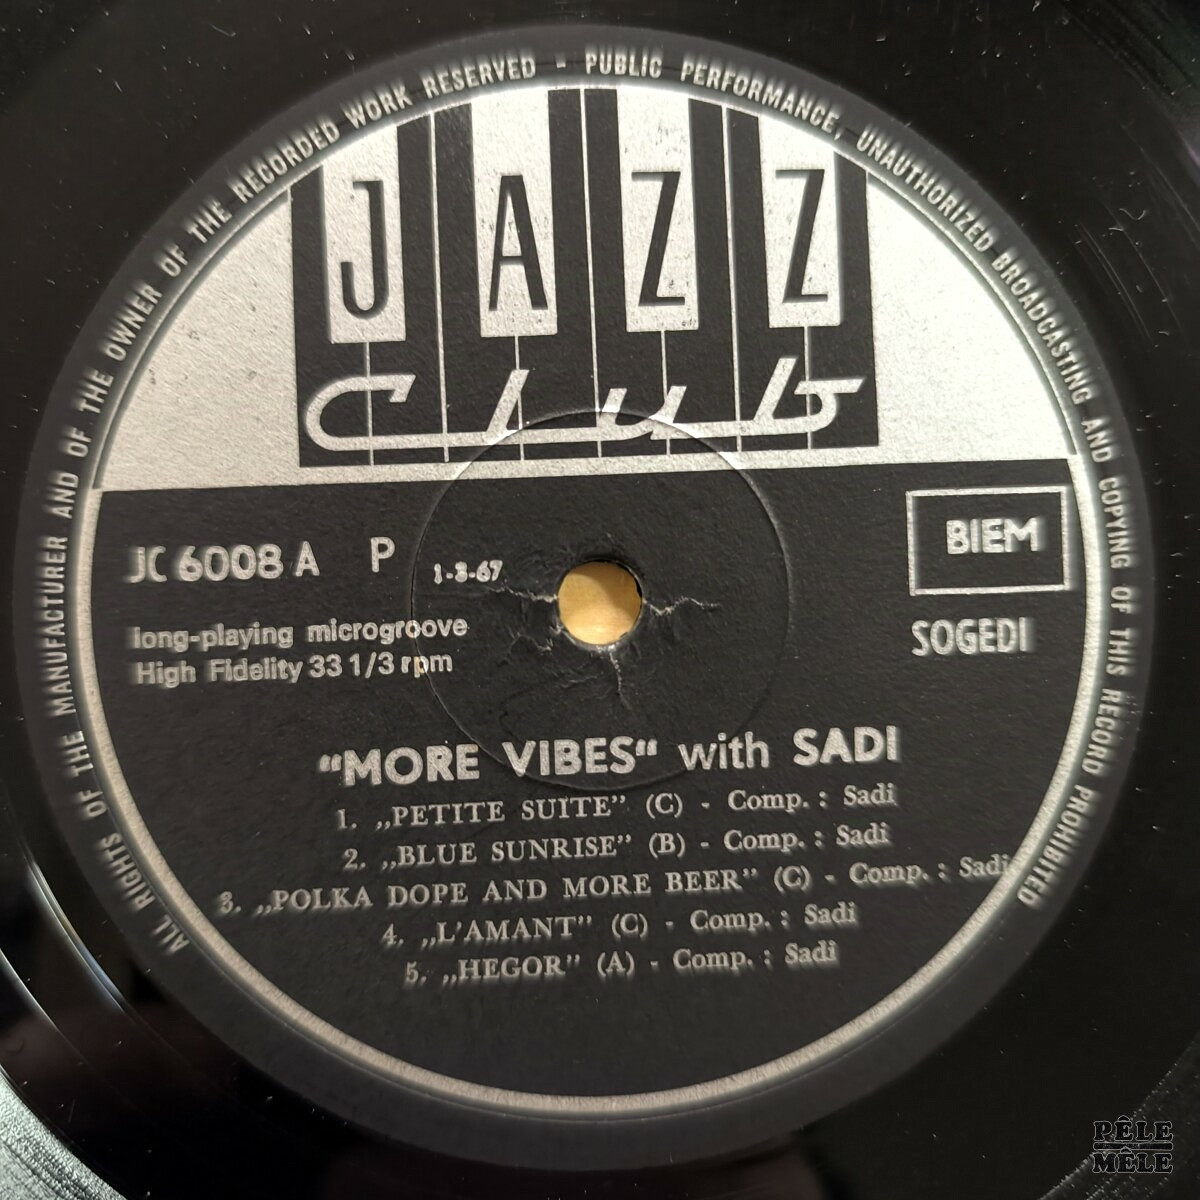 ALL RIGHTS OF THE MANUFACTURER AND OF THE OWNER OF THE RECORDED WORK RESERVED - PUBLIC PERFORMANCE, UNAUTHORIZED BROADCASTING AND COPYING OF THIS RECORD PROHIBITED
JAZZ
Club
JC 6008 A P 1-3-67
BIEM
long-playing microgroove
High Fidelity 33 1/3 rpm
SOGEDI
“MORE VIBES“ with SADI
1. „PETITE SUITE” (C) - Comp. : Sadi
2. „BLUE SUNRISE” (B) - Comp. : Sadi
3. „POLKA DOPE AND MORE BEER” (C) - Comp. : Sadi
4. „L'AMANT” (C) - Comp. : Sadi
5. „HEGOR” (A) - Comp. : Sadi
PÊLE
MÊLE